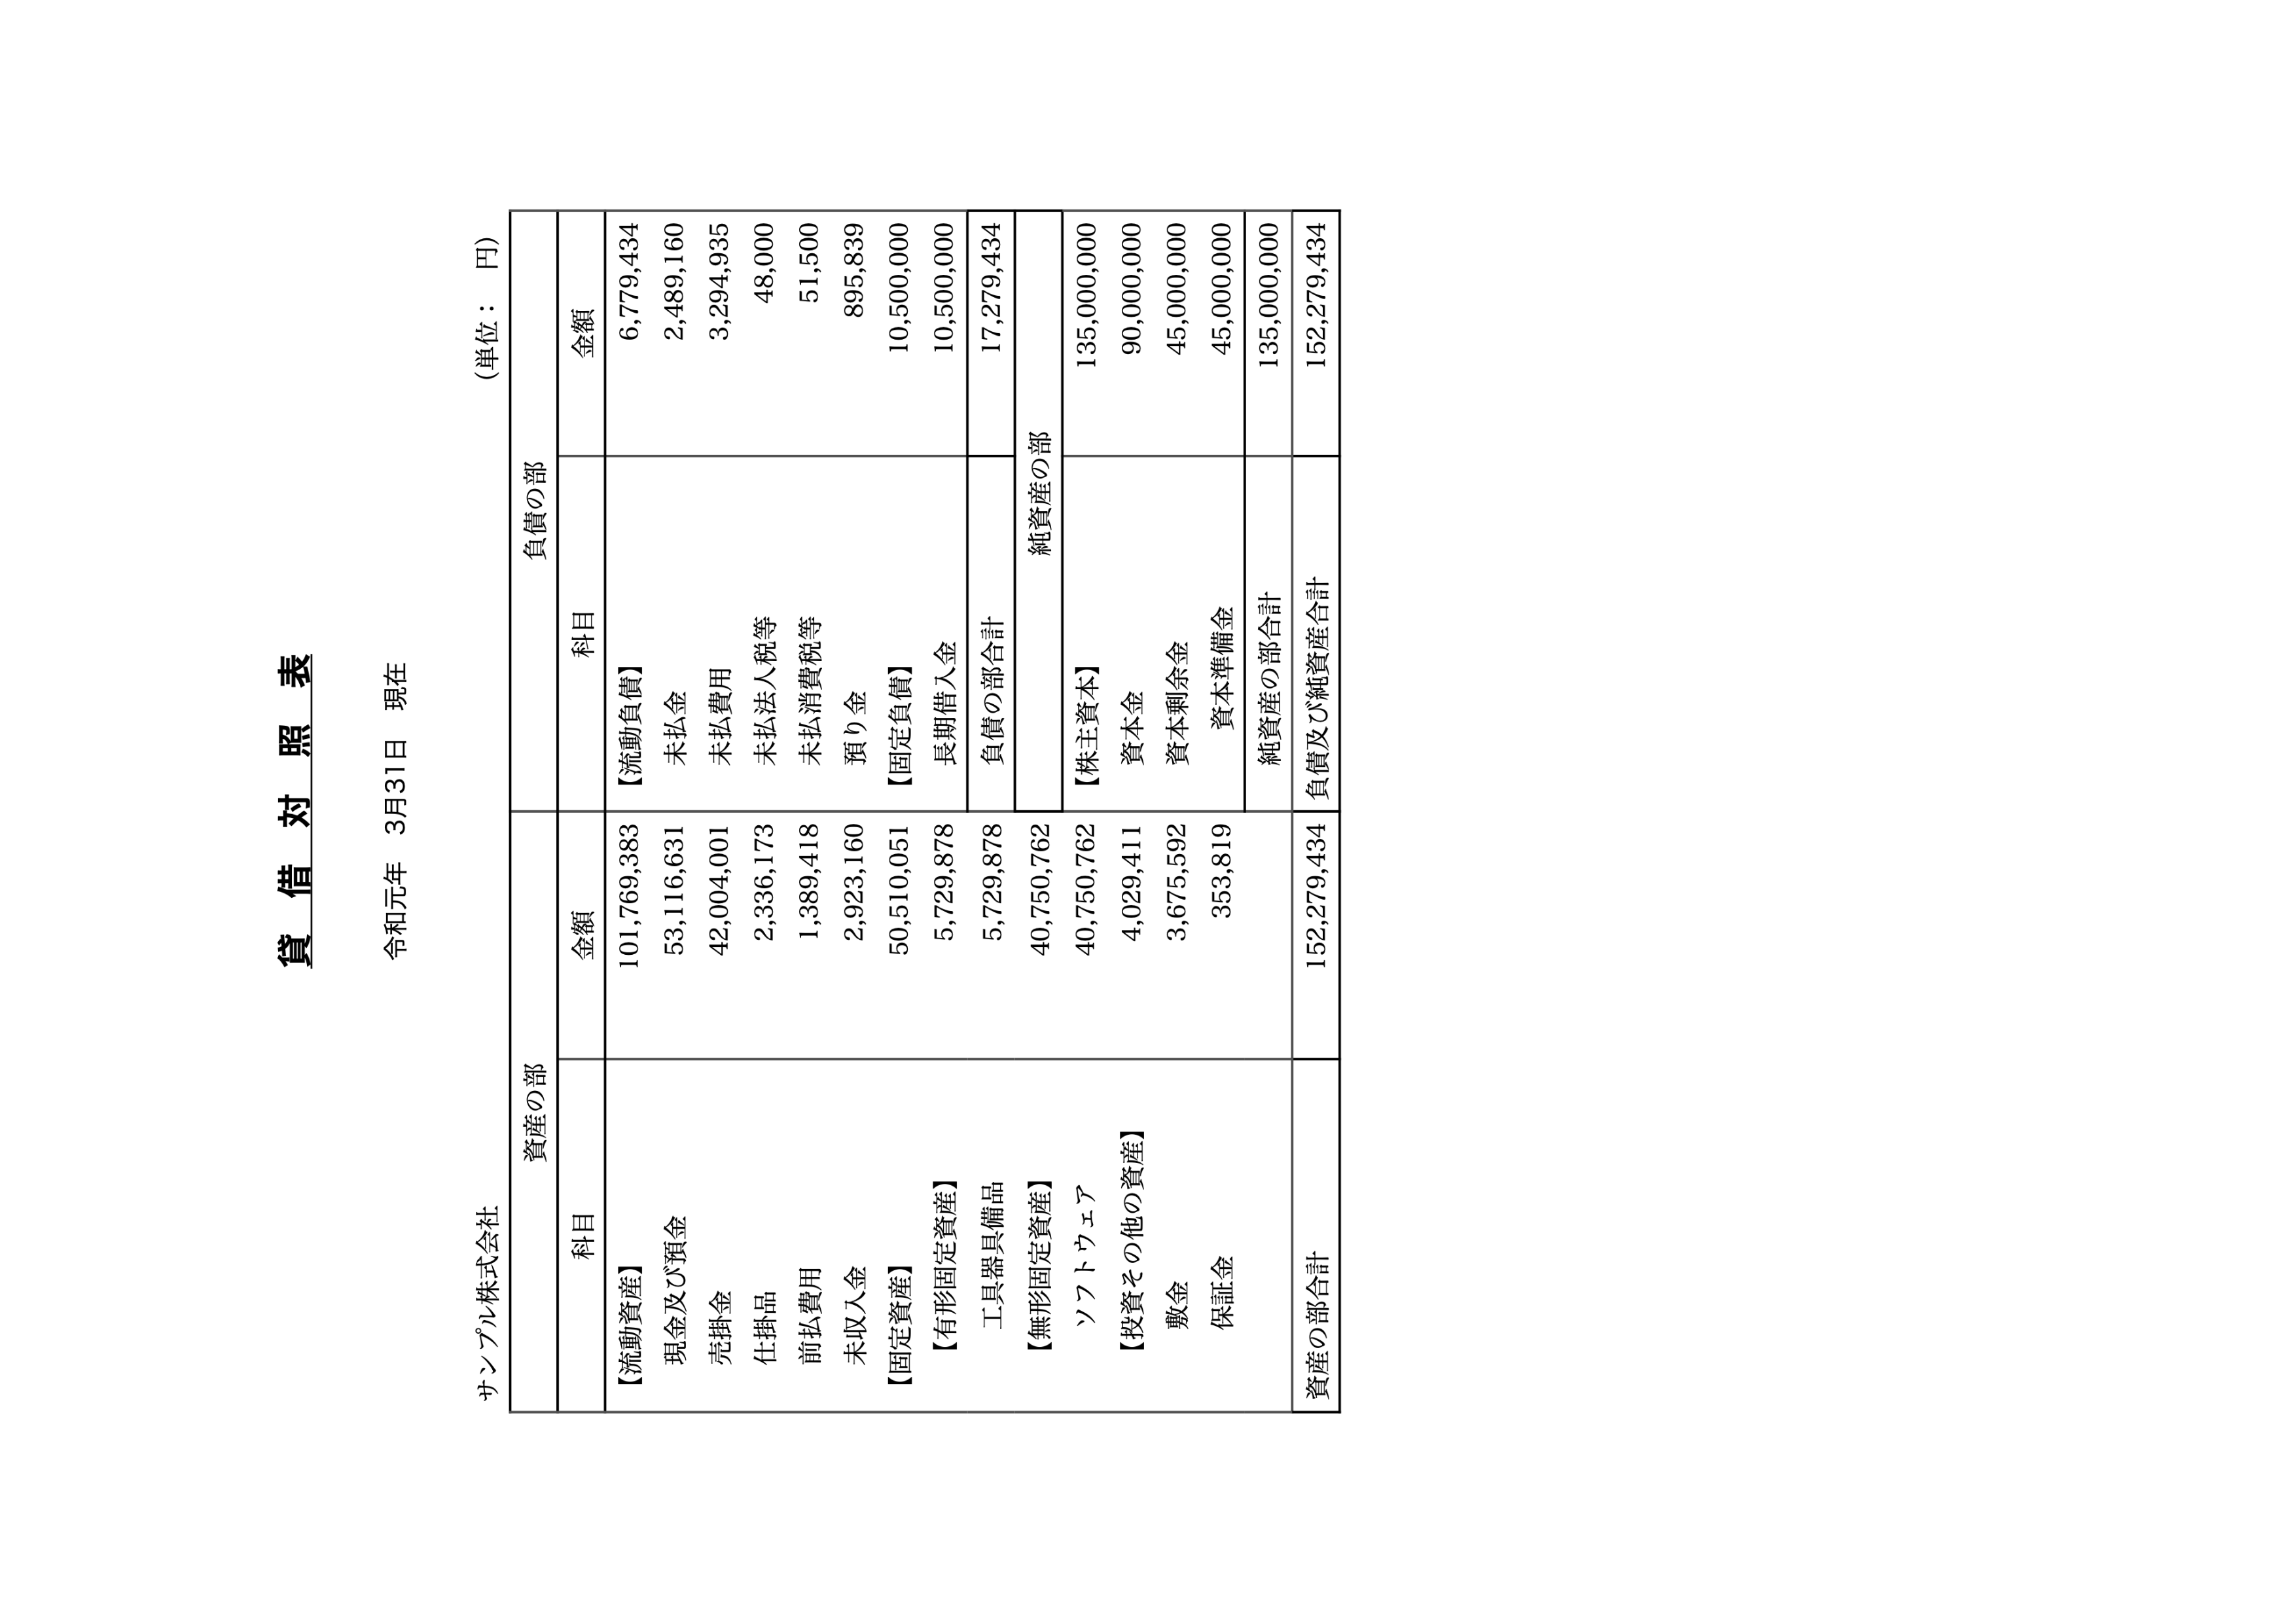 貸 借 対 照 表
令和元年 3月31日 現在
サンプル株式会社 (単位： 円)
資産の部 負債の部
科目 金額 科目 金額
【流動資産】 101,769,383 【流動負債】 6,779,434
現金及び預金 53,116,631 未払金 2,489,160
売掛金 42,004,001 未払費用 3,294,935
仕掛品 2,336,173 未払法人税等 48,000
前払費用 1,389,418 未払消費税等 51,500
未収入金 2,923,160 預り金 895,839
【固定資産】 50,510,051 【固定負債】 10,500,000
【有形固定資産】 5,729,878 長期借入金 10,500,000
工具器具備品 5,729,878 負債の部合計 17,279,434
【無形固定資産】 40,750,762 純資産の部
ソフトウェア 40,750,762 【株主資本】 135,000,000
【投資その他の資産】 4,029,411 資本金 90,000,000
敷金 3,675,592 資本剰余金 45,000,000
保証金 353,819 資本準備金 45,000,000
純資産の部合計 135,000,000
資産の部合計 152,279,434 負債及び純資産合計 152,279,434